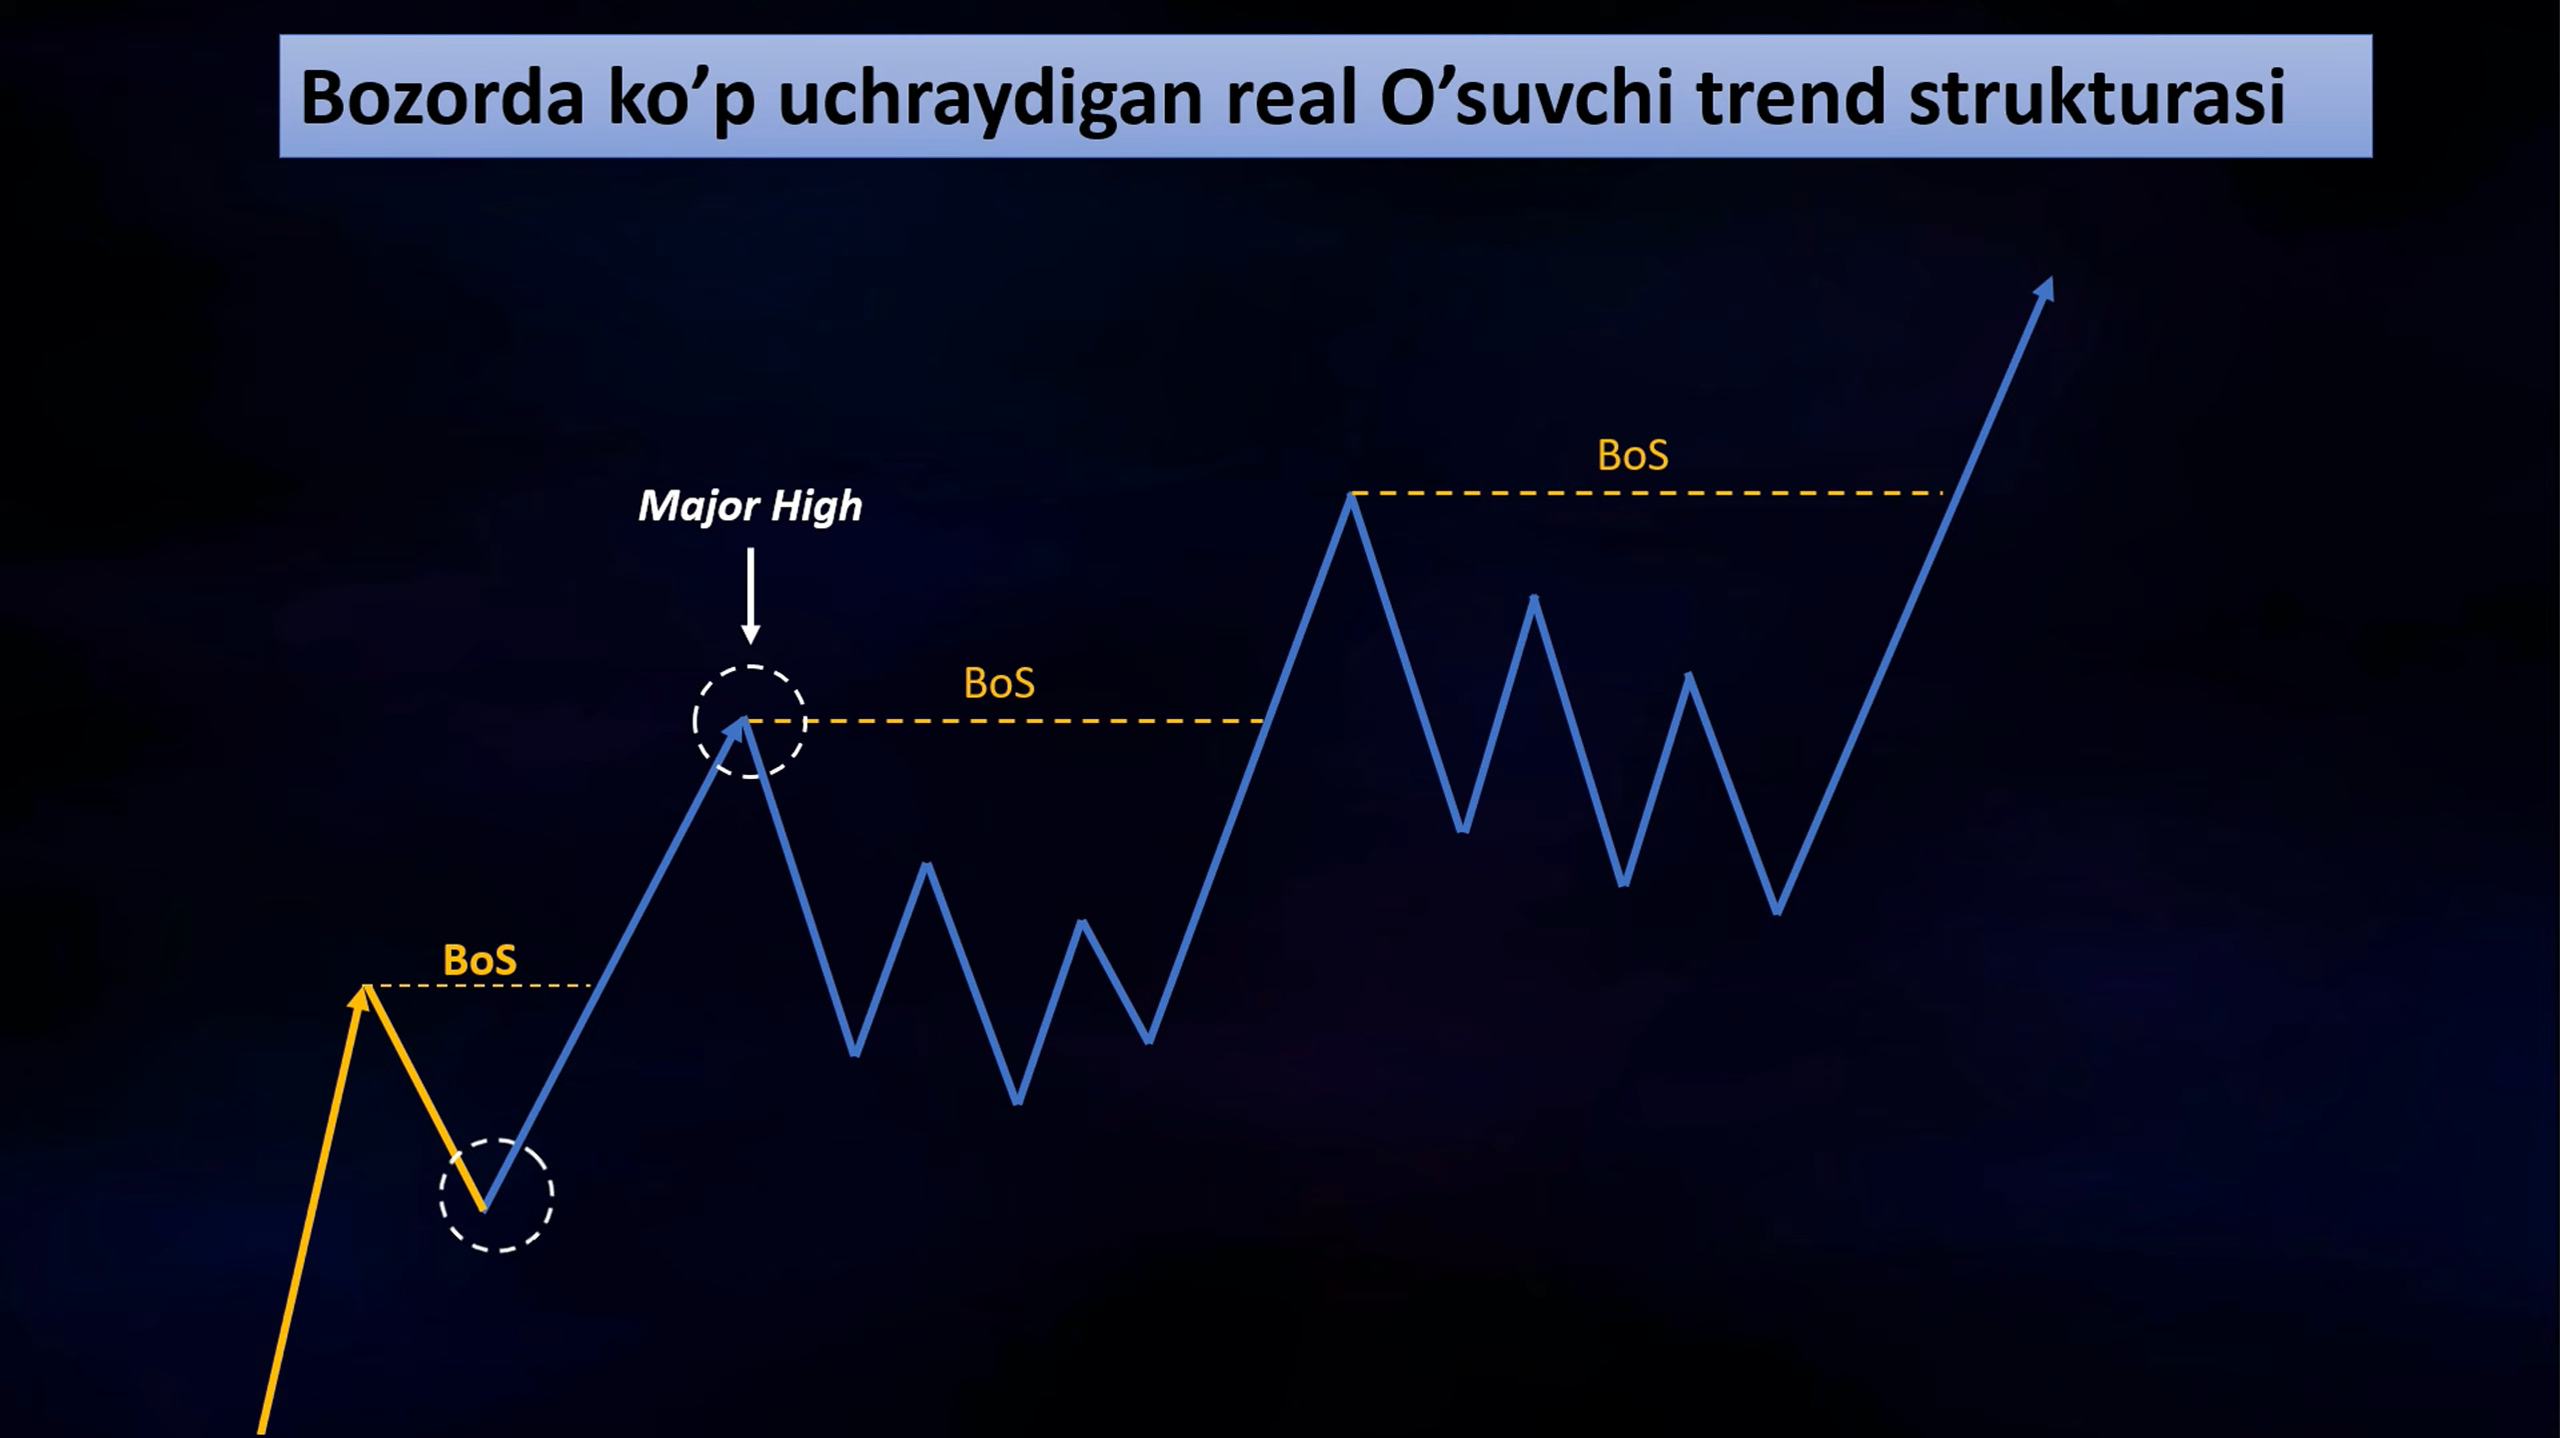 Bozorda ko’p uchraydigan real O’suvchi trend strukturasi
BoS
Major High
BoS
BoS